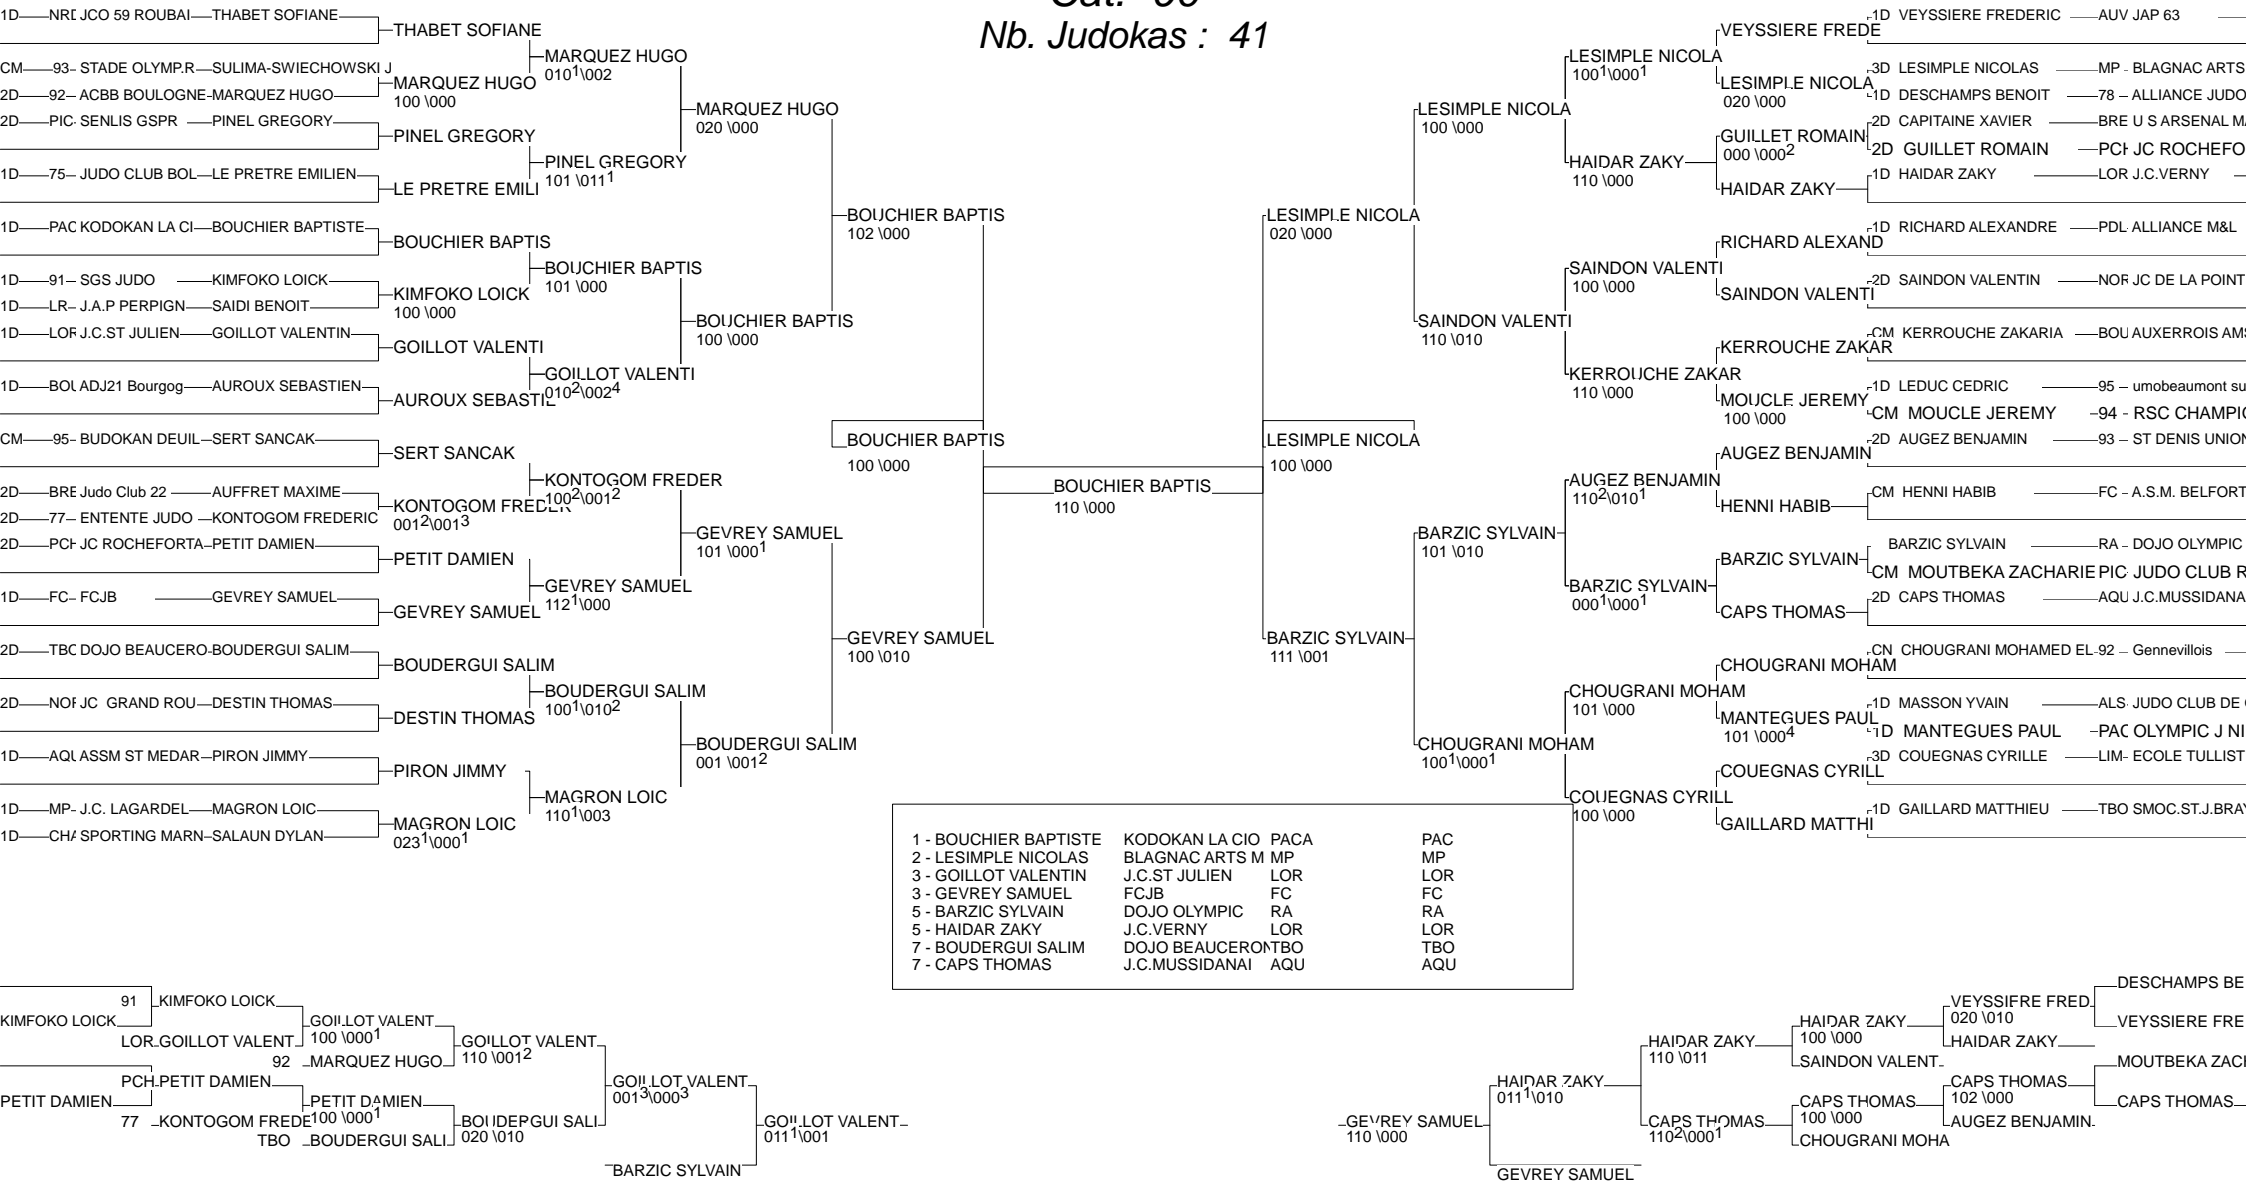 Nb. Judokas : 41
1D NRD JCO 59 ROUBAI THABET SOFIANE
CM 93 STADE OLYMP.R SULIMA-SWIECHOWSKI J
2D 92 ACBB BOULOGNE MARQUEZ HUGO
2D PIC SENLIS GSPR PINEL GREGORY
1D 75 JUDO CLUB BOL LE PRETRE EMILIEN
1D PAC KODOKAN LA CI BOUCHIER BAPTISTE
1D 91 SGS JUDO KIMFOKO LOICK
1D LR J.A.P PERPIGN SAIDI BENOIT
1D LOR J.C.ST JULIEN GOILLOT VALENTIN
1D BOU ADJ21 Bourgog AUROUX SEBASTIEN
CM 95 BUDOKAN DEUIL SERT SANCAK
2D BRE Judo Club 22 AUFFRET MAXIME
2D 77 ENTENTE JUDO KONTOGOM FREDERIC
2D PCH JC ROCHEFORTA PETIT DAMIEN
1D FC FCJB GEVREY SAMUEL
2D TBO DOJO BEAUCERO BOUDERGUI SALIM
2D NOR JC GRAND ROU DESTIN THOMAS
1D AQU ASSM ST MEDAR PIRON JIMMY
1D MP J.C. LAGARDEL MAGRON LOIC
1D CHA SPORTING MARN SALAUN DYLAN
THABET SOFIANE
MARQUEZ HUGO
100 \000
PINEL GREGORY
LE PRETRE EMILI
BOUCHIER BAPTIS
KIMFOKO LOICK
100 \000
GOILLOT VALENTI
AUROUX SEBASTI
SERT SANCAK
KONTOGOM FREDER
001²\001³
PETIT DAMIEN
GEVREY SAMUEL
BOUDERGUI SALIM
DESTIN THOMAS
PIRON JIMMY
MAGRON LOIC
023¹\000¹
MARQUEZ HUGO
010¹\002
PINEL GREGORY
101 \011¹
BOUCHIER BAPTIS
101 \000
GOILLOT VALENTI
010²\002⁴
KONTOGOM FREDER
100²\001²
GEVREY SAMUEL
112¹\000
BOUDERGUI SALIM
100¹\010²
MAGRON LOIC
110¹\003
MARQUEZ HUGO
020 \000
BOUCHIER BAPTIS
100 \000
GEVREY SAMUEL
101 \000¹
BOUDERGUI SALIM
001 \001²
BOUCHIER BAPTIS
102 \000
GEVREY SAMUEL
100 \010
BOUCHIER BAPTIS
100 \000
BOUCHIER BAPTIS
110 \000
LESIMPLE NICOLA
100 \000
LESIMPLE NICOLA
020 \000
BARZIC SYLVAIN
111 \001
LESIMPLE NICOLA
100 \000
SAINDON VALENTI
110 \010
BARZIC SYLVAIN
101 \010
CHOUGRANI MOHAM
100¹\000¹
LESIMPLE NICOLA
100¹\000¹
HAIDAR ZAKY
110 \000
SAINDON VALENTI
100 \000
KERROUCHE ZAKAR
110 \000
AUGEZ BENJAMIN
110²\010¹
BARZIC SYLVAIN
000¹\000¹
CHOUGRANI MOHAM
101 \000
COUEGNAS CYRILL
100 \000
VEYSSIERE FREDE
LESIMPLE NICOLA
020 \000
GUILLET ROMAIN
000 \000²
HAIDAR ZAKY
RICHARD ALEXAND
SAINDON VALENTI
KERROUCHE ZAKAR
MOUCLE JEREMY
100 \000
AUGEZ BENJAMIN
HENNI HABIB
BARZIC SYLVAIN
CAPS THOMAS
CHOUGRANI MOHAM
MANTEGUES PAUL
101 \000⁴
COUEGNAS CYRILL
GAILLARD MATTHI
1D VEYSSIERE FREDERIC AUV JAP 63
3D LESIMPLE NICOLAS MP - BLAGNAC ARTS
1D DESCHAMPS BENOIT 78 - ALLIANCE JUDO
2D CAPITAINE XAVIER BRE U S ARSENAL MA
2D GUILLET ROMAIN PCH JC ROCHEFO
1D HAIDAR ZAKY LOR J.C.VERNY
1D RICHARD ALEXANDRE PDL ALLIANCE M&L
2D SAINDON VALENTIN NOR JC DE LA POINT
CM KERROUCHE ZAKARIA BOU AUXERROIS AMS
1D LEDUC CEDRIC 95 - umobeaumont su
CM MOUCLE JEREMY 94 - RSC CHAMPIG
2D AUGEZ BENJAMIN 93 - ST DENIS UNION
CM HENNI HABIB FC - A.S.M. BELFORT
BARZIC SYLVAIN RA - DOJO OLYMPIC
CM MOUTBEKA ZACHARIE PIC JUDO CLUB R
2D CAPS THOMAS AQU J.C.MUSSIDANA
CN CHOUGRANI MOHAMED EL 92 - Gennevillois
1D MASSON YVAIN ALS JUDO CLUB DE
1D MANTEGUES PAUL PAC OLYMPIC J NI
3D COUEGNAS CYRILLE LIM ECOLE TULLIST
1D GAILLARD MATTHIEU TBO SMOC.ST.J.BRAY
1 - BOUCHIER BAPTISTE KODOKAN LA CIO PACA PAC
2 - LESIMPLE NICOLAS BLAGNAC ARTS M MP MP
3 - GOILLOT VALENTIN J.C.ST JULIEN LOR LOR
3 - GEVREY SAMUEL FCJB FC FC
5 - BARZIC SYLVAIN DOJO OLYMPIC RA RA
5 - HAIDAR ZAKY J.C.VERNY LOR LOR
7 - BOUDERGUI SALIM DOJO BEAUCERON TBO TBO
7 - CAPS THOMAS J.C.MUSSIDANAI AQU AQU
KIMFOKO LOICK
PETIT DAMIEN
91 KIMFOKO LOICK
LOR GOILLOT VALENT
PCH PETIT DAMIEN
77 KONTOGOM FREDE
GOILLOT VALENT
100 \000¹
92 MARQUEZ HUGO
PETIT DAMIEN
100 \000¹
TBO BOUDERGUI SALI
GOILLOT VALENT
110 \001²
BOUDERGUI SALI
020 \010
GOILLOT VALENT
001³\000³
BARZIC SYLVAIN
GOILLOT VALENT
011¹\001
GEVREY SAMUEL
110 \000
HAIDAR ZAKY
011¹\010
GEVREY SAMUEL
HAIDAR ZAKY
110 \011
CAPS THOMAS
110²\000¹
HAIDAR ZAKY
100 \000
SAINDON VALENT
CAPS THOMAS
100 \000
CHOUGRANI MOHA
VEYSSIERE FRED
020 \010
HAIDAR ZAKY
CAPS THOMAS
102 \000
AUGEZ BENJAMIN
DESCHAMPS BE
VEYSSIERE FRE
MOUTBEKA ZACH
CAPS THOMAS